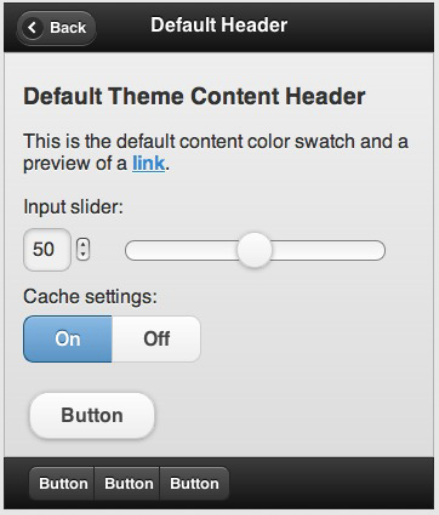 Back
Default Header
Default Theme Content Header
This is the default content color swatch and a
preview of a link.
Input slider:
50
Cache settings:
On Off
Button
Button Button Button